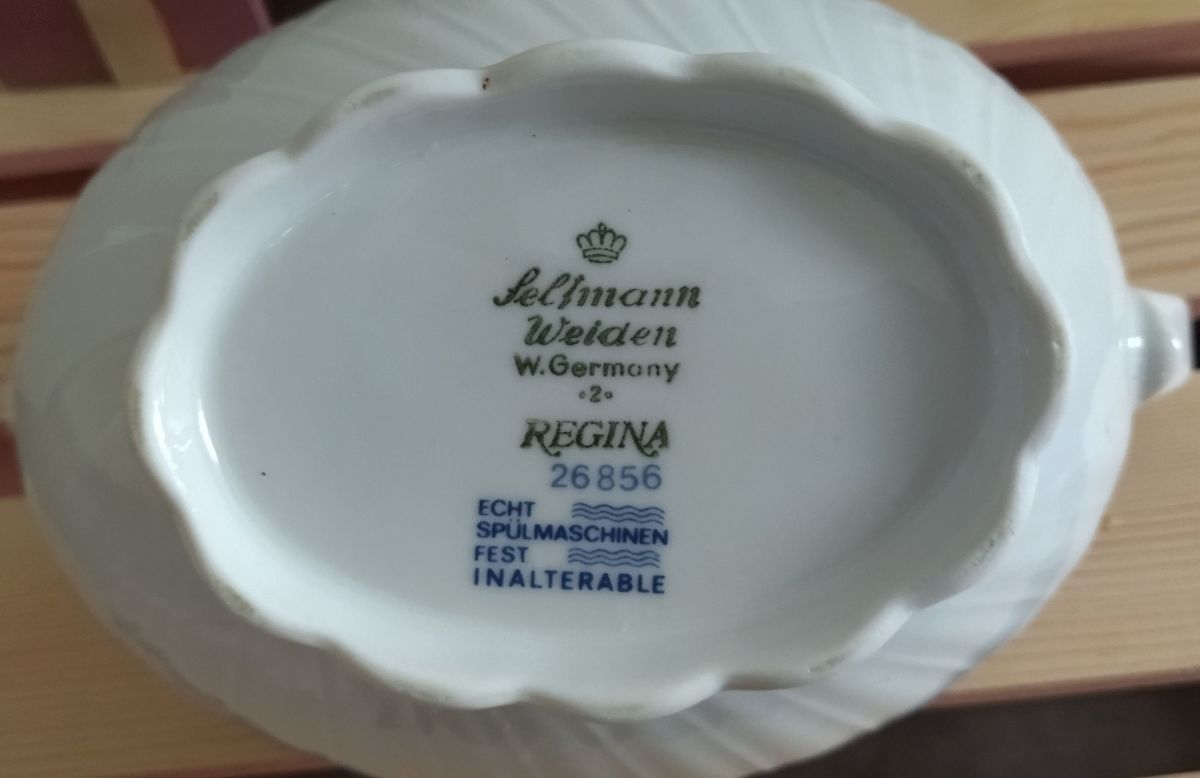 Seltmann
Weiden
W.Germany
∘2∘
REGINA
26856
ECHT
SPÜLMASCHINEN
FEST
INALTERABLE